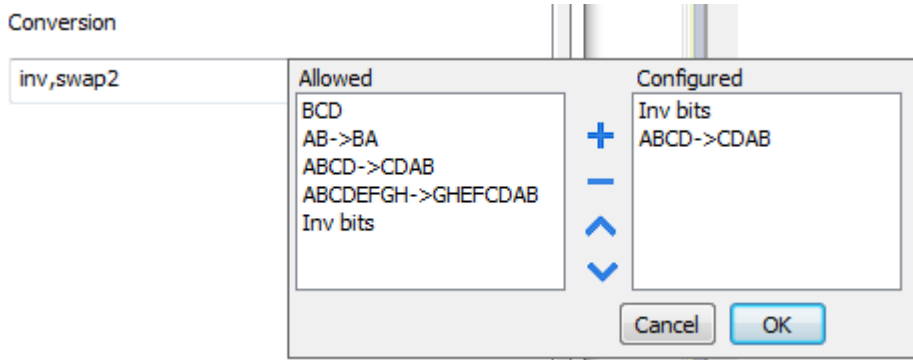 Conversion
inv,swap2
Allowed
BCD
AB->BA
ABCD->CDAB
ABCDEFGH->GHEFCDAB
Inv bits
Configured
Inv bits
ABCD->CDAB
Cancel
OK